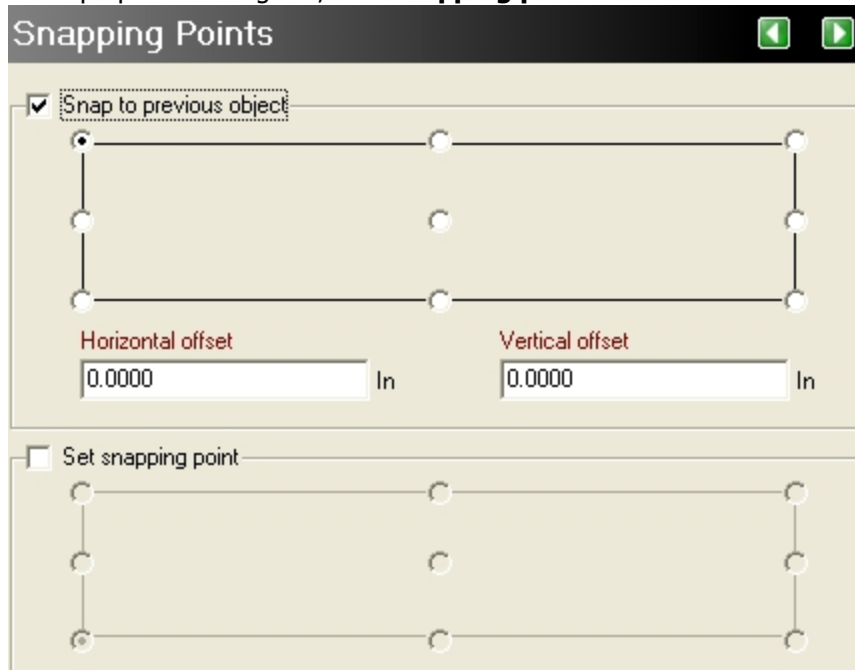 Snapping Points
Snap to previous object
Horizontal offset Vertical offset
0.0000 In 0.0000 In
Set snapping point